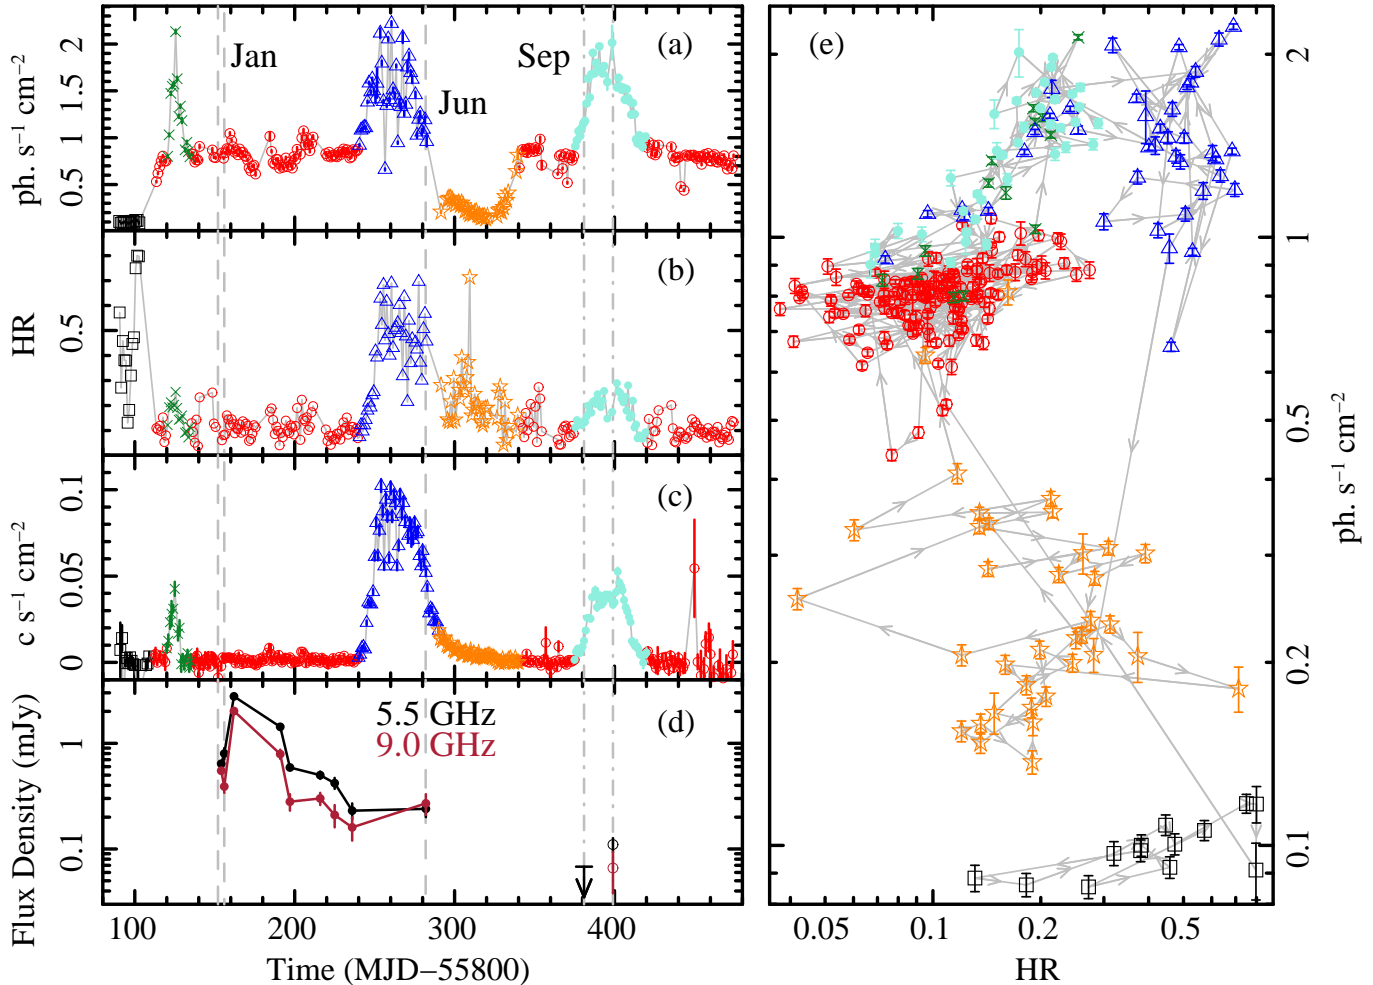 (a)
Jan
Jun
Sep
ph. s⁻¹ cm⁻²
0.5 1 1.5 2
(b)
HR
0.5
(c)
c s⁻¹ cm⁻²
0 0.05 0.1
(d)
5.5 GHz
9.0 GHz
Flux Density (mJy)
0.1 1
100 200 300 400
Time (MJD−55800)
(e)
0.05 0.1 0.2 0.5
HR
0.1 0.2 0.5 1 2
ph. s⁻¹ cm⁻²